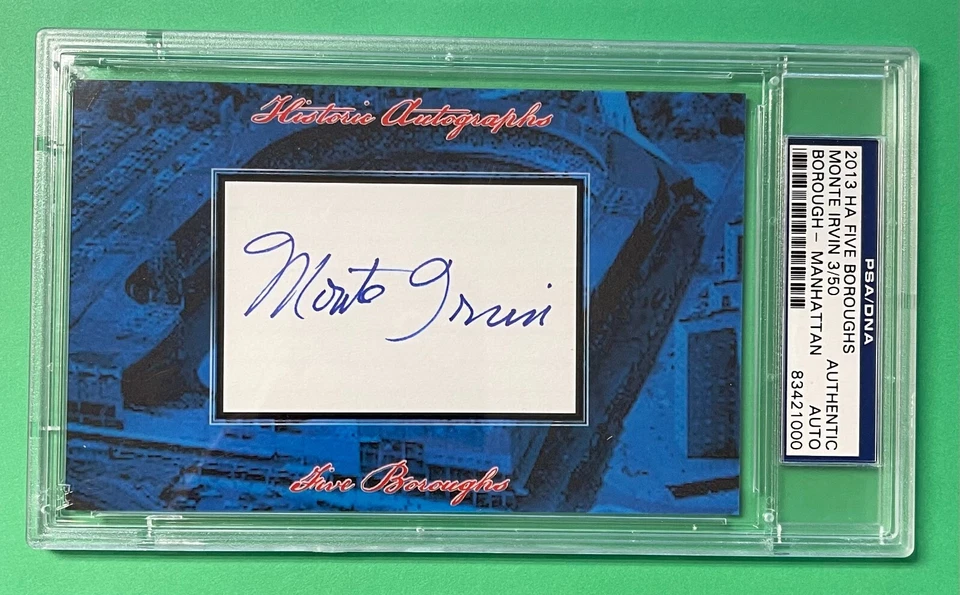 Historic Autographs
Monte Irvin
Five Boroughs
PSA/DNA
2013 HA FIVE BOROUGHS
MONTE IRVIN 3/50 AUTHENTIC
BOROUGH - MANHATTAN AUTO
83421000